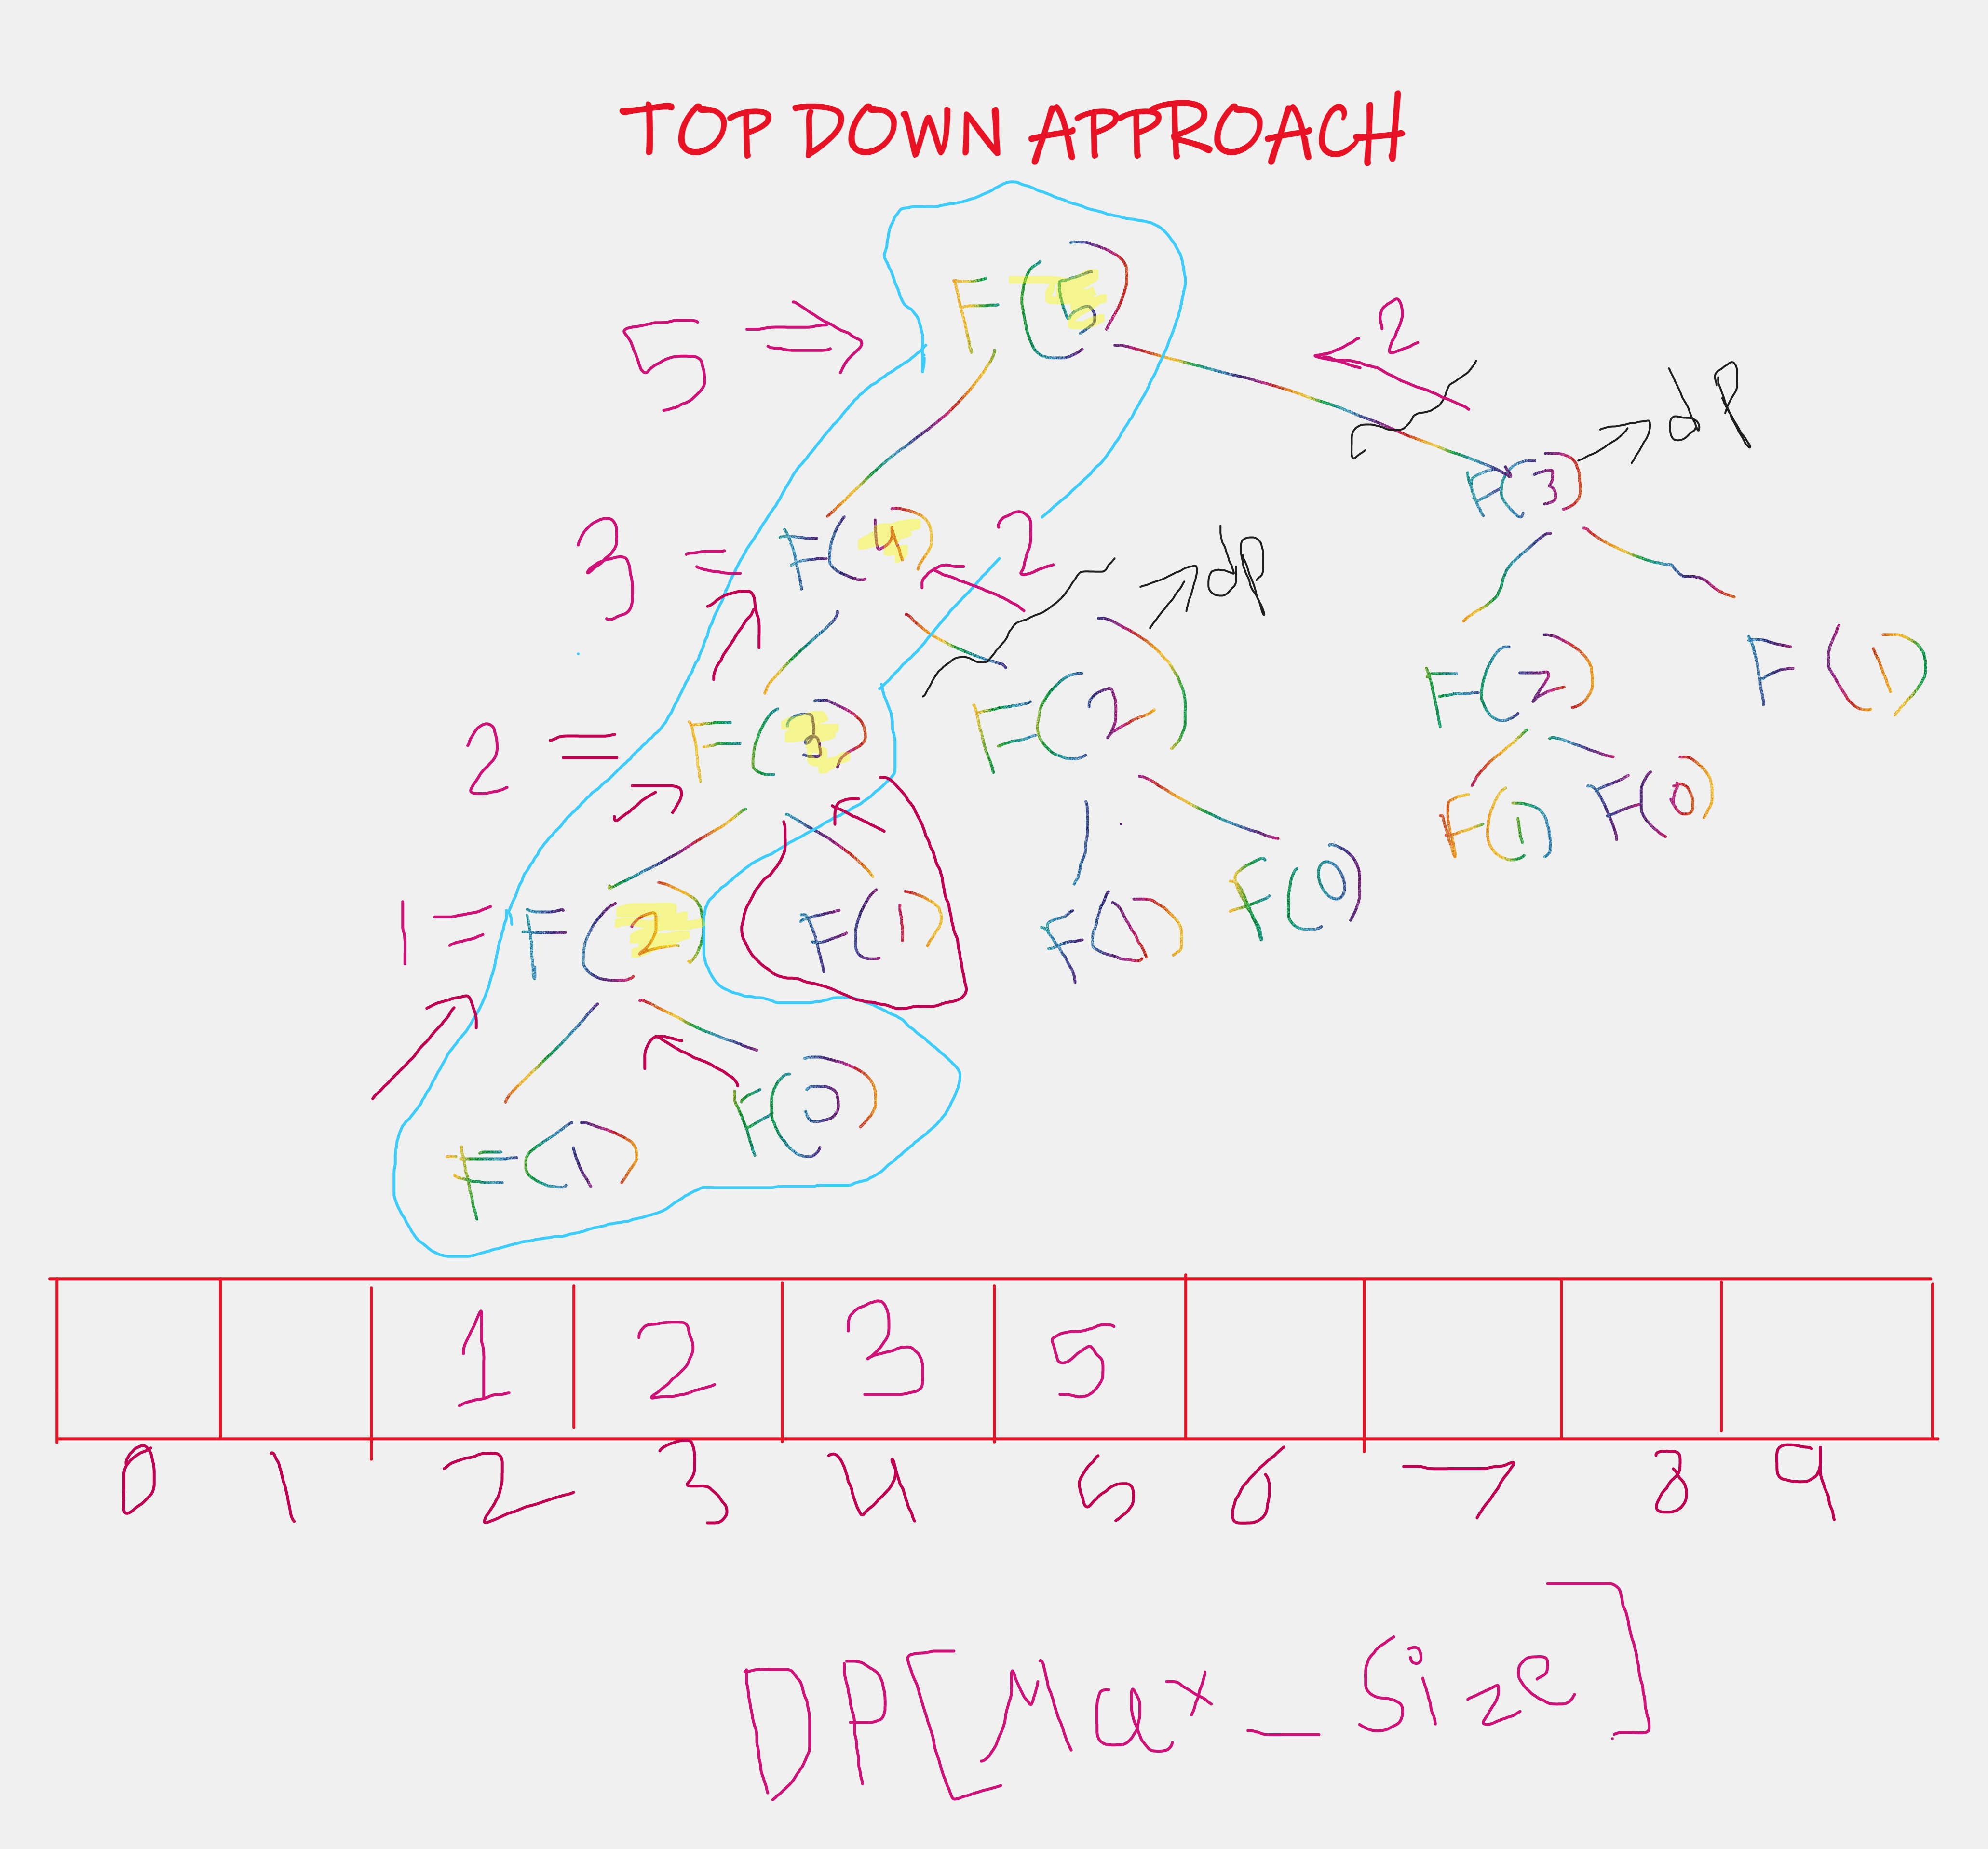 TOP DOWN APPROACH
5 ⇒ F(5) 2
dp
F(3)
3 = F(4) 2 dp
2 = F(3) F(2) F(2) F(1)
F(1) F(0)
1 = F(2) F(1) F(1) F(0)
F(1) F(0)
1 2 3 5
0 1 2 3 4 5 6 7 8 9
DP[Max_Size]